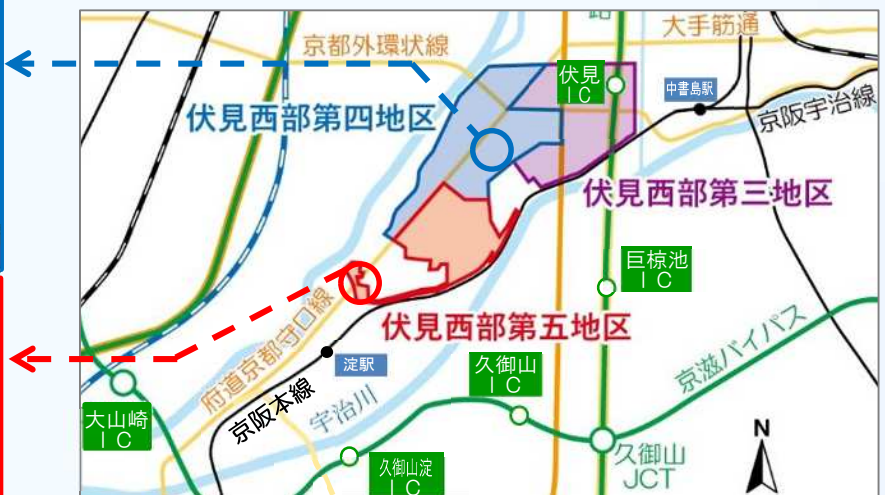 路
大手筋通
京都外環状線
伏見
IC
中書島駅
伏見西部第四地区
京阪宇治線
伏見西部第三地区
巨椋池
IC
府道京都守口線
伏見西部第五地区
淀駅
京滋バイパス
久御山
IC
大山崎
IC
京阪本線
宇治川
久御山淀
IC
久御山
JCT
N